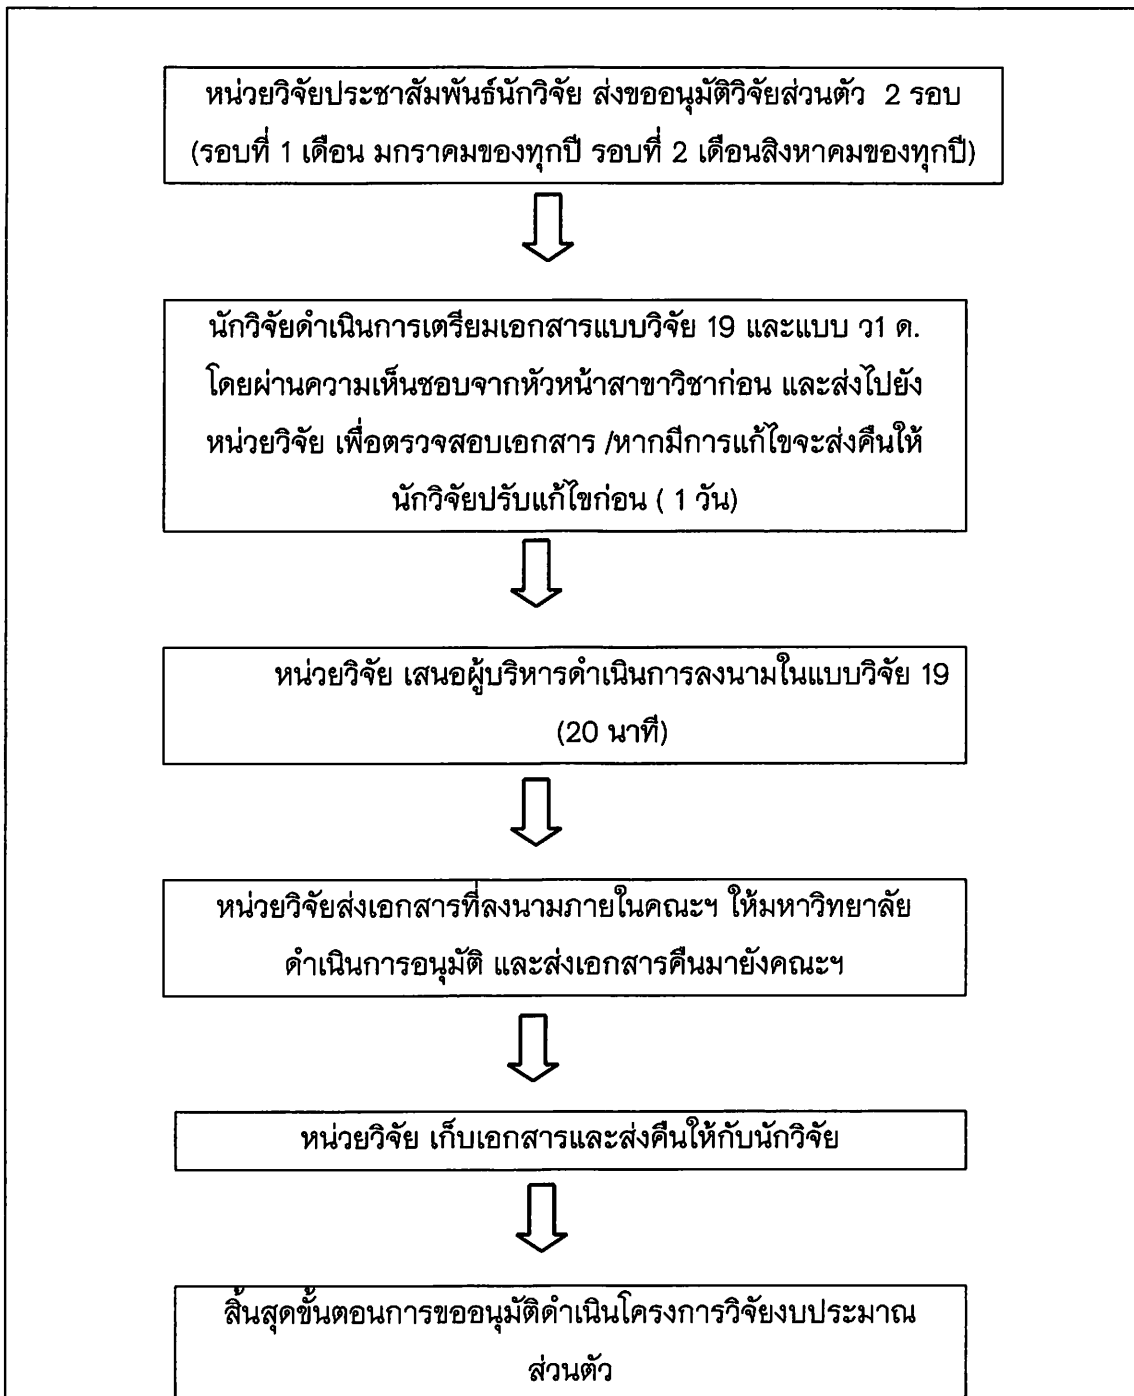 หน่วยวิจัยประชาสัมพันธ์นักวิจัย ส่งขออนุมัติวิจัยส่วนตัว 2 รอบ
(รอบที่ 1 เดือน มกราคมของทุกปี รอบที่ 2 เดือนสิงหาคมของทุกปี)
นักวิจัยดำเนินการเตรียมเอกสารแบบวิจัย 19 และแบบ ว1 ด.
โดยผ่านความเห็นชอบจากหัวหน้าสาขาวิชาก่อน และส่งไปยัง
หน่วยวิจัย เพื่อตรวจสอบเอกสาร /หากมีการแก้ไขจะส่งคืนให้
นักวิจัยปรับแก้ไขก่อน ( 1 วัน)
หน่วยวิจัย เสนอผู้บริหารดำเนินการลงนามในแบบวิจัย 19
(20 นาที)
หน่วยวิจัยส่งเอกสารที่ลงนามภายในคณะฯ ให้มหาวิทยาลัย
ดำเนินการอนุมัติ และส่งเอกสารคืนมายังคณะฯ
หน่วยวิจัย เก็บเอกสารและส่งคืนให้กับนักวิจัย
สิ้นสุดขั้นตอนการขออนุมัติดำเนินโครงการวิจัยงบประมาณ
ส่วนตัว